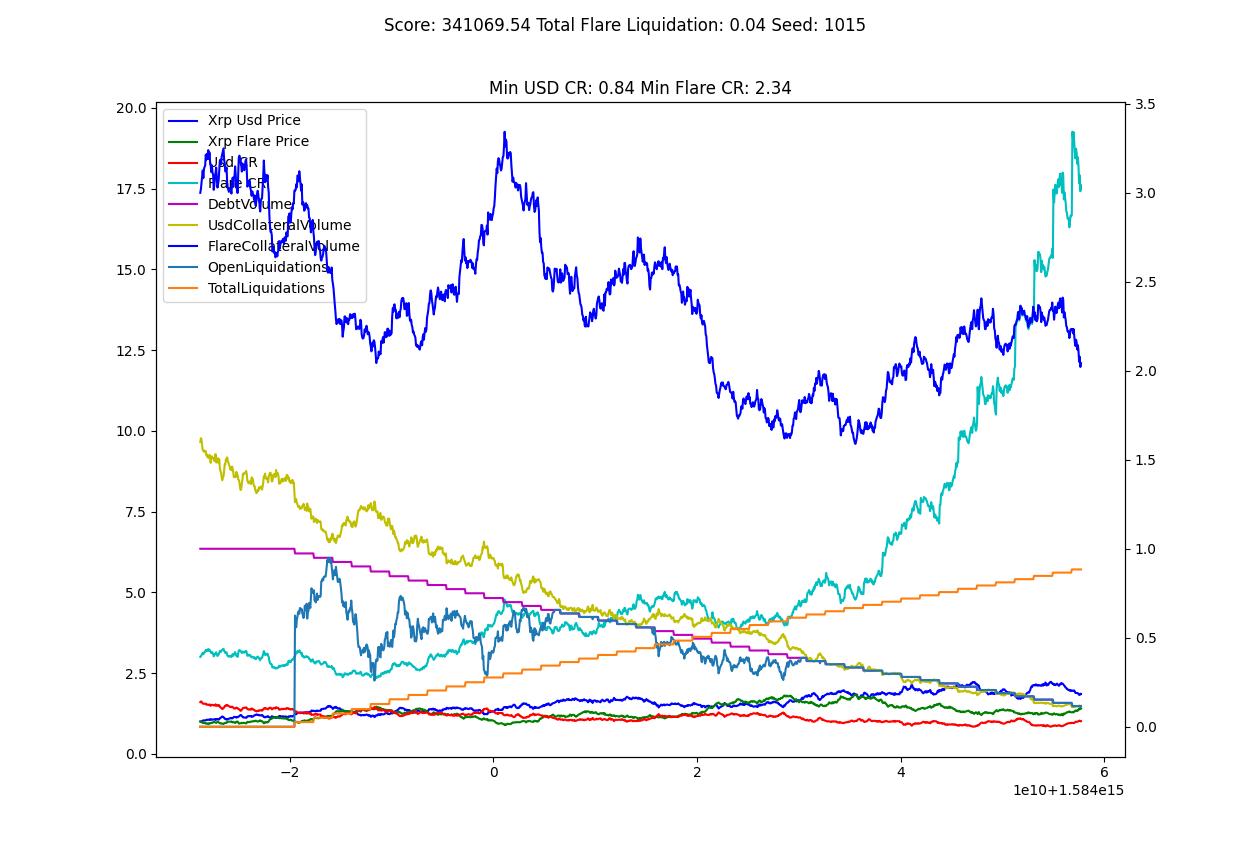 Score: 341069.54 Total Flare Liquidation: 0.04 Seed: 1015
Min USD CR: 0.84 Min Flare CR: 2.34
Xrp Usd Price
Xrp Flare Price
Usd CR
Flare CR
DebtVolume
UsdCollateralVolume
FlareCollateralVolume
OpenLiquidations
TotalLiquidations
20.0
17.5
15.0
12.5
10.0
7.5
5.0
2.5
0.0
3.5
3.0
2.5
2.0
1.5
1.0
0.5
0.0
−2 0 2 4 6
1e10+1.584e15